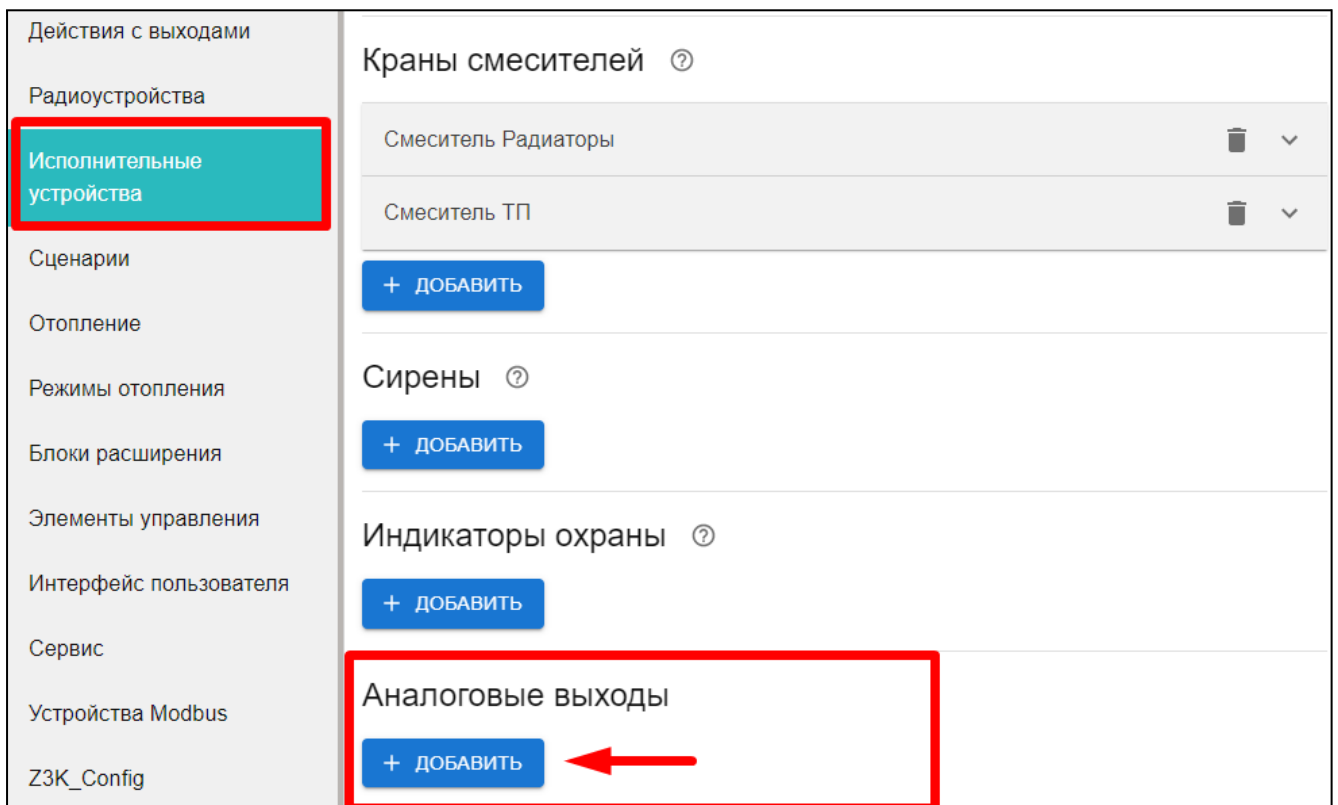 Действия с выходами
Радиоустройства
Исполнительные
устройства
Сценарии
Отопление
Режимы отопления
Блоки расширения
Элементы управления
Интерфейс пользователя
Сервис
Устройства Modbus
Z3K_Config
Краны смесителей ?
Смеситель Радиаторы
Смеситель ТП
+ ДОБАВИТЬ
Сирены ?
+ ДОБАВИТЬ
Индикаторы охраны ?
+ ДОБАВИТЬ
Аналоговые выходы
+ ДОБАВИТЬ